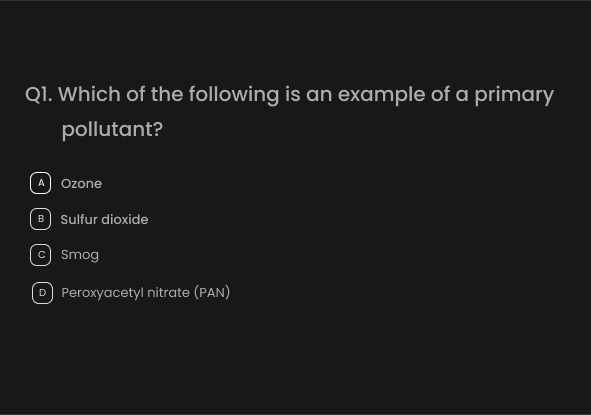 Q1. Which of the following is an example of a primary
pollutant?
A Ozone
B Sulfur dioxide
C Smog
D Peroxyacetyl nitrate (PAN)